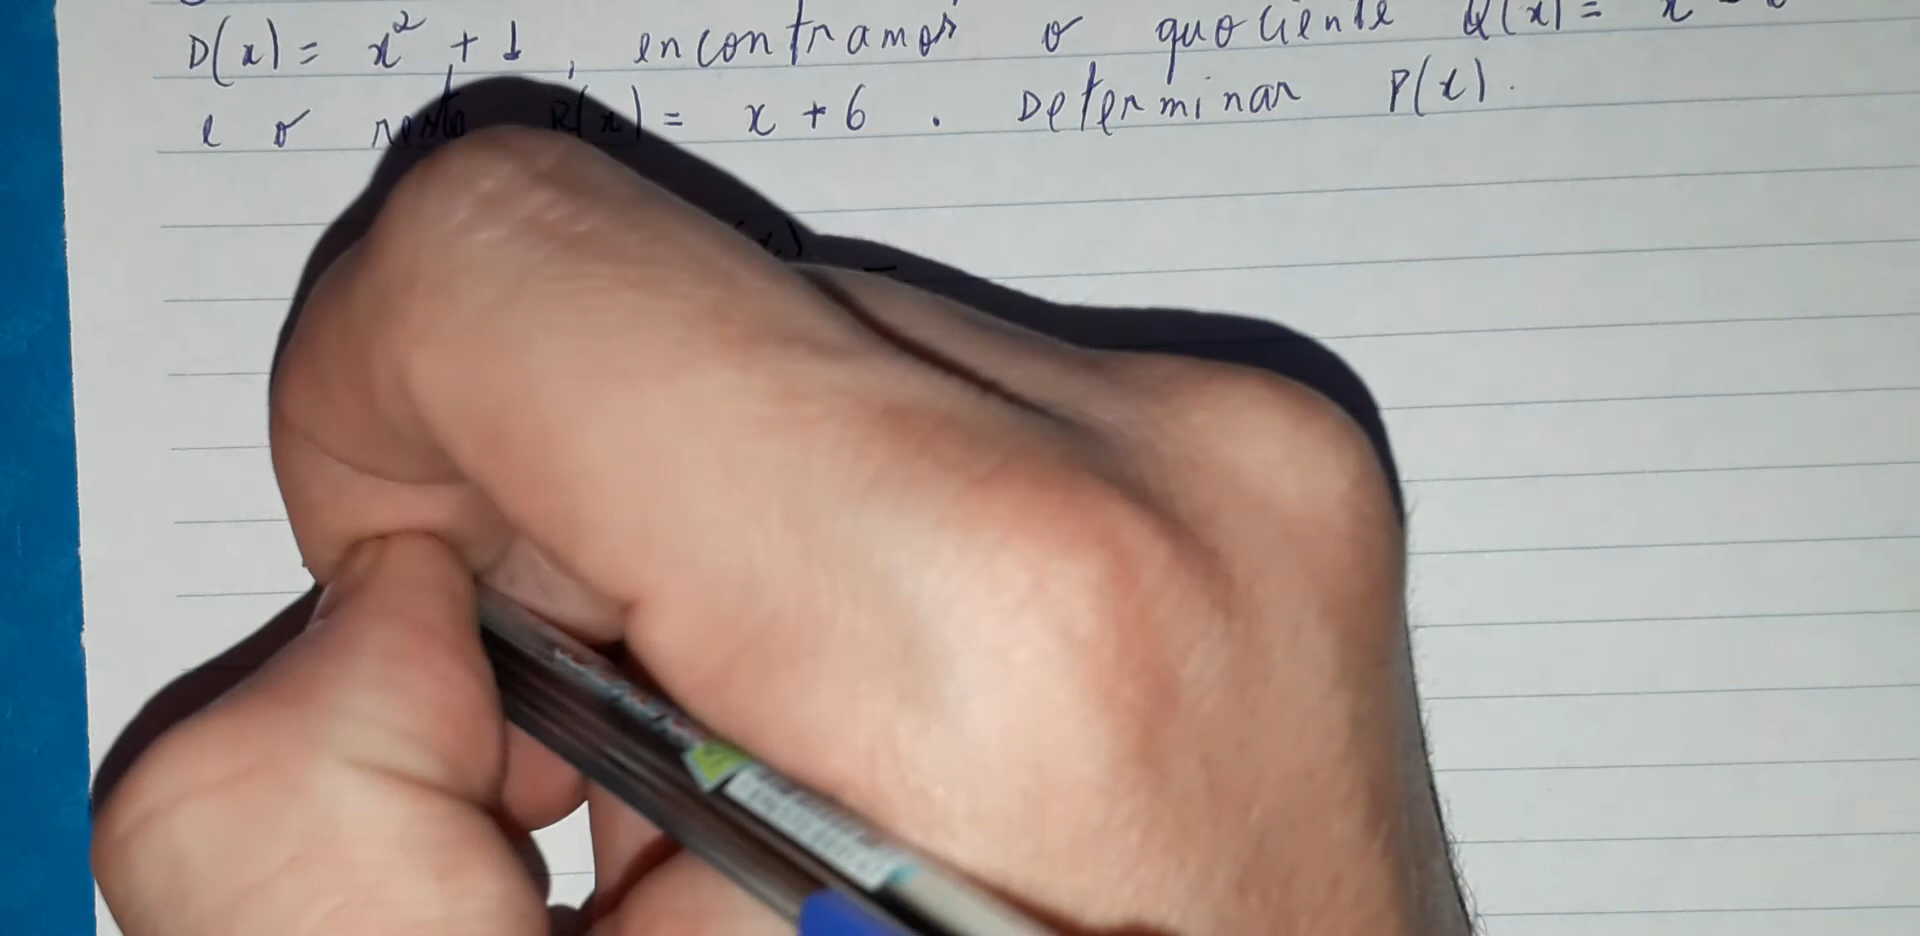 D(x) = x² + 1 , encontramos o quociente Q(x) = x -
e o resto R(x) = x + 6 . Determinar P(x).